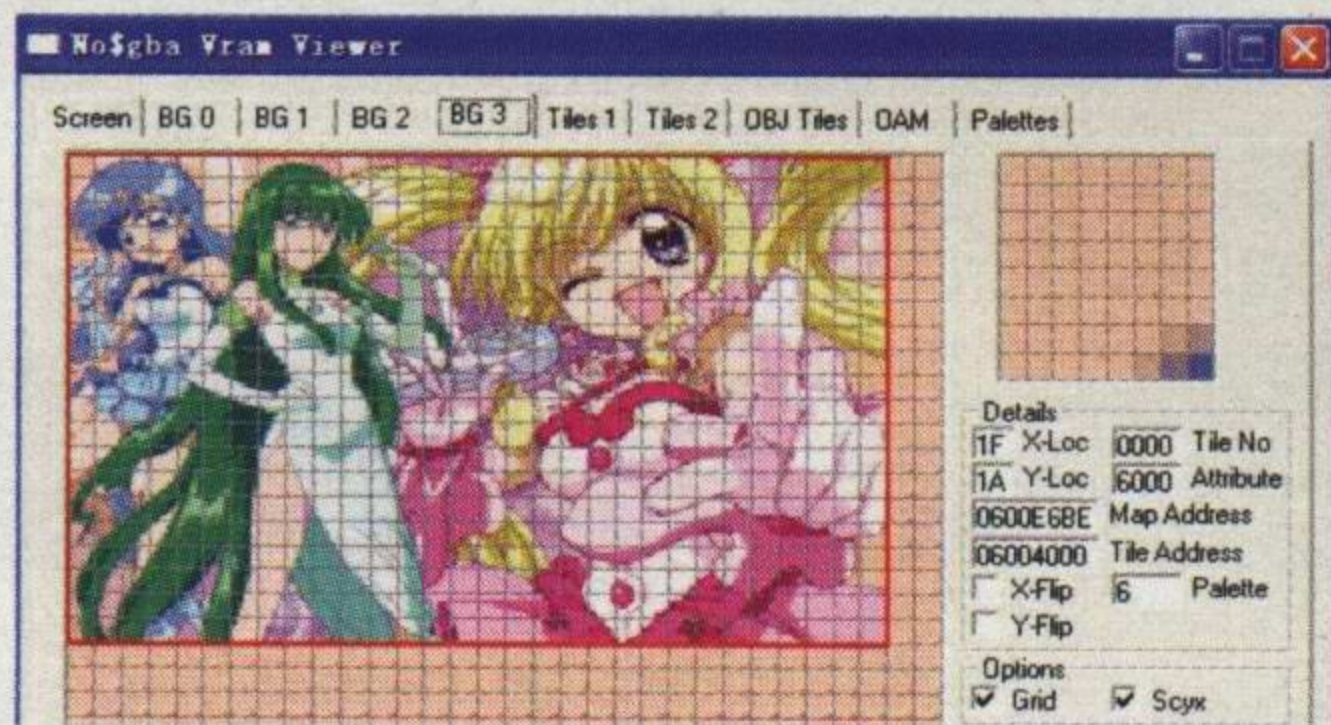 No$gba Vram Viewer
Screen BG 0 BG 1 BG 2 BG 3 Tiles 1 Tiles 2 OBJ Tiles OAM Palettes
Details
1F X-Loc 0000 Tile No
1A Y-Loc 6000 Attribute
0600E6BE Map Address
06004000 Tile Address
X-Flip 6 Palette
Y-Flip
Options
Grid Scyx